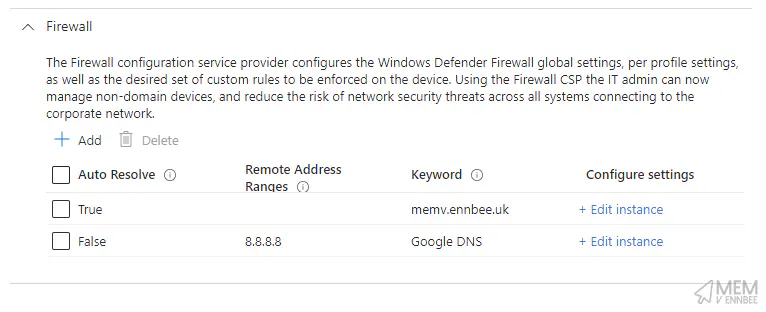 Firewall
The Firewall configuration service provider configures the Windows Defender Firewall global settings, per profile settings,
as well as the desired set of custom rules to be enforced on the device. Using the Firewall CSP the IT admin can now
manage non-domain devices, and reduce the risk of network security threats across all systems connecting to the
corporate network.
+ Add Delete
Auto Resolve Remote Address Ranges Keyword Configure settings
True memv.ennbee.uk + Edit instance
False 8.8.8.8 Google DNS + Edit instance
MEM
V ENNBEE